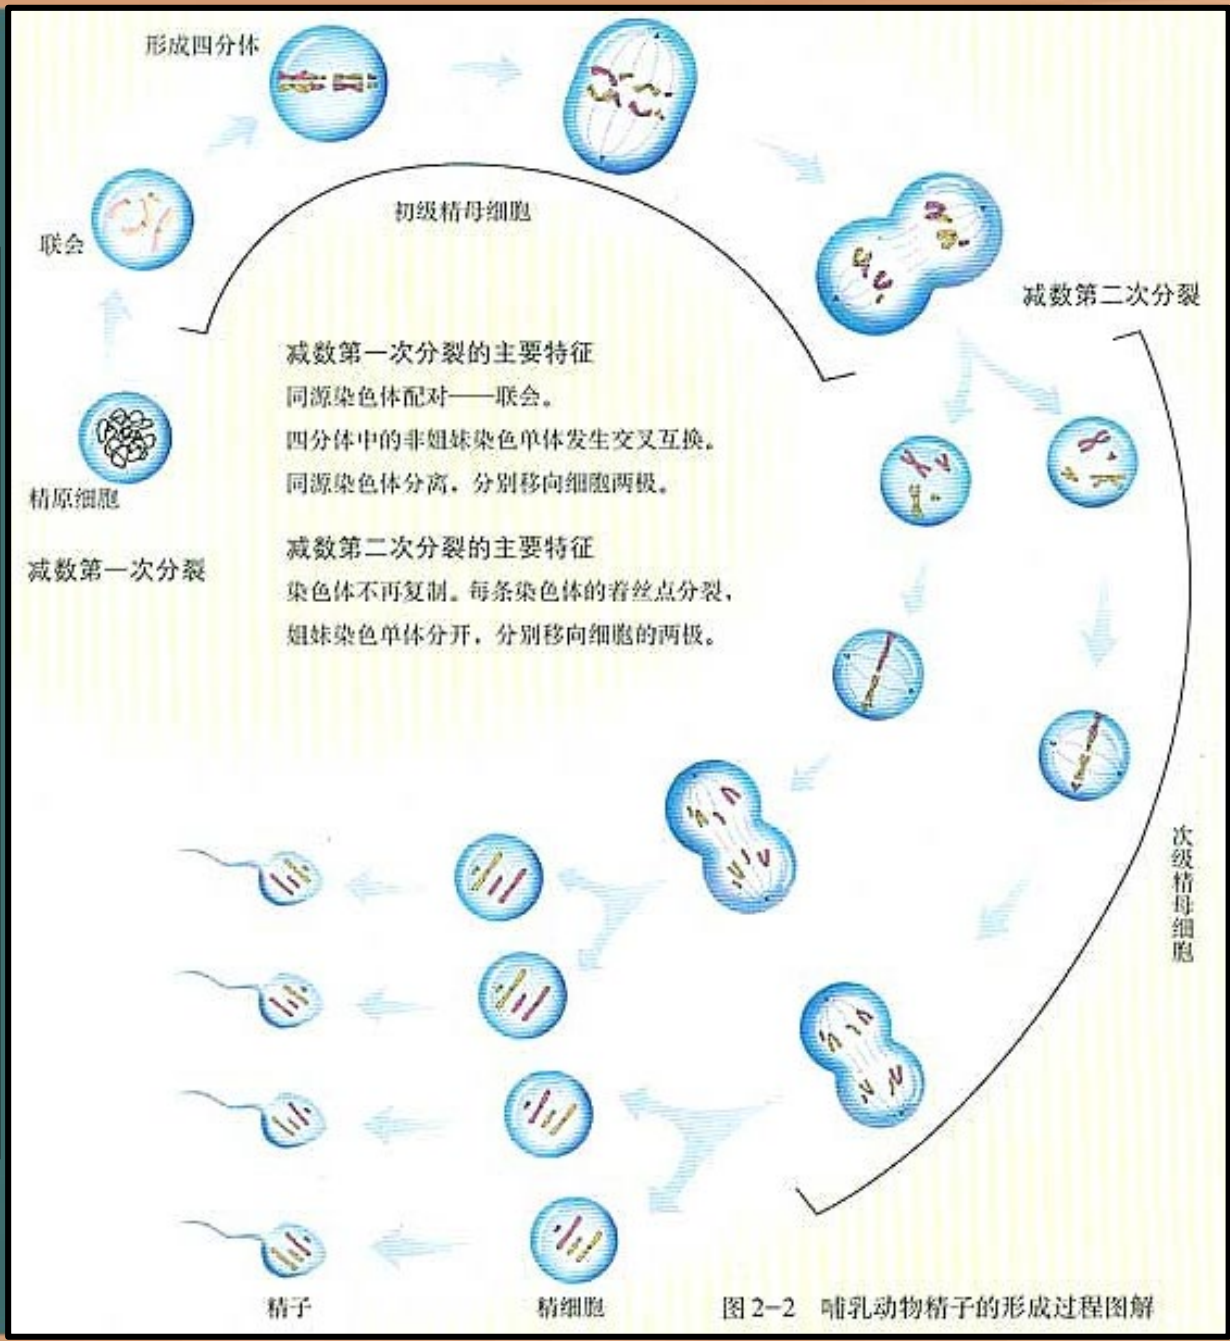 形成四分体
初级精母细胞
联会
减数第二次分裂
减数第一次分裂的主要特征
同源染色体配对——联会。
四分体中的非姐妹染色单体发生交叉互换。
同源染色体分离，分别移向细胞两极。
精原细胞
减数第一次分裂
减数第二次分裂的主要特征
染色体不再复制。每条染色体的着丝点分裂，
姐妹染色单体分开，分别移向细胞的两极。
次级精母细胞
精子
精细胞
图 2-2 哺乳动物精子的形成过程图解